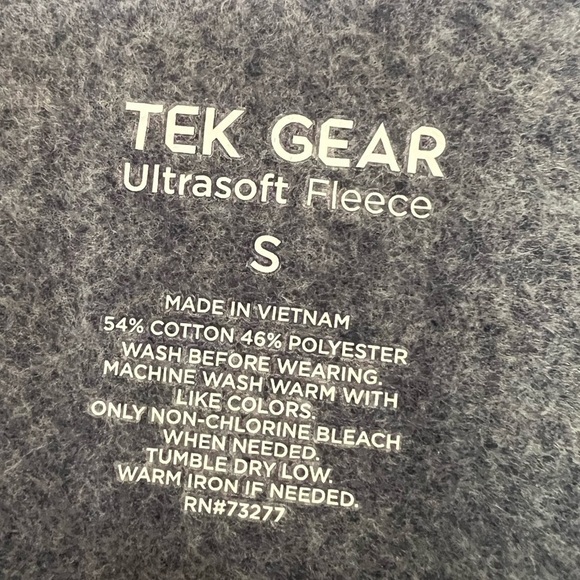 TEK GEAR
Ultrasoft Fleece
S
MADE IN VIETNAM
54% COTTON 46% POLYESTER
WASH BEFORE WEARING.
MACHINE WASH WARM WITH
LIKE COLORS.
ONLY NON-CHLORINE BLEACH
WHEN NEEDED.
TUMBLE DRY LOW.
WARM IRON IF NEEDED.
RN#73277